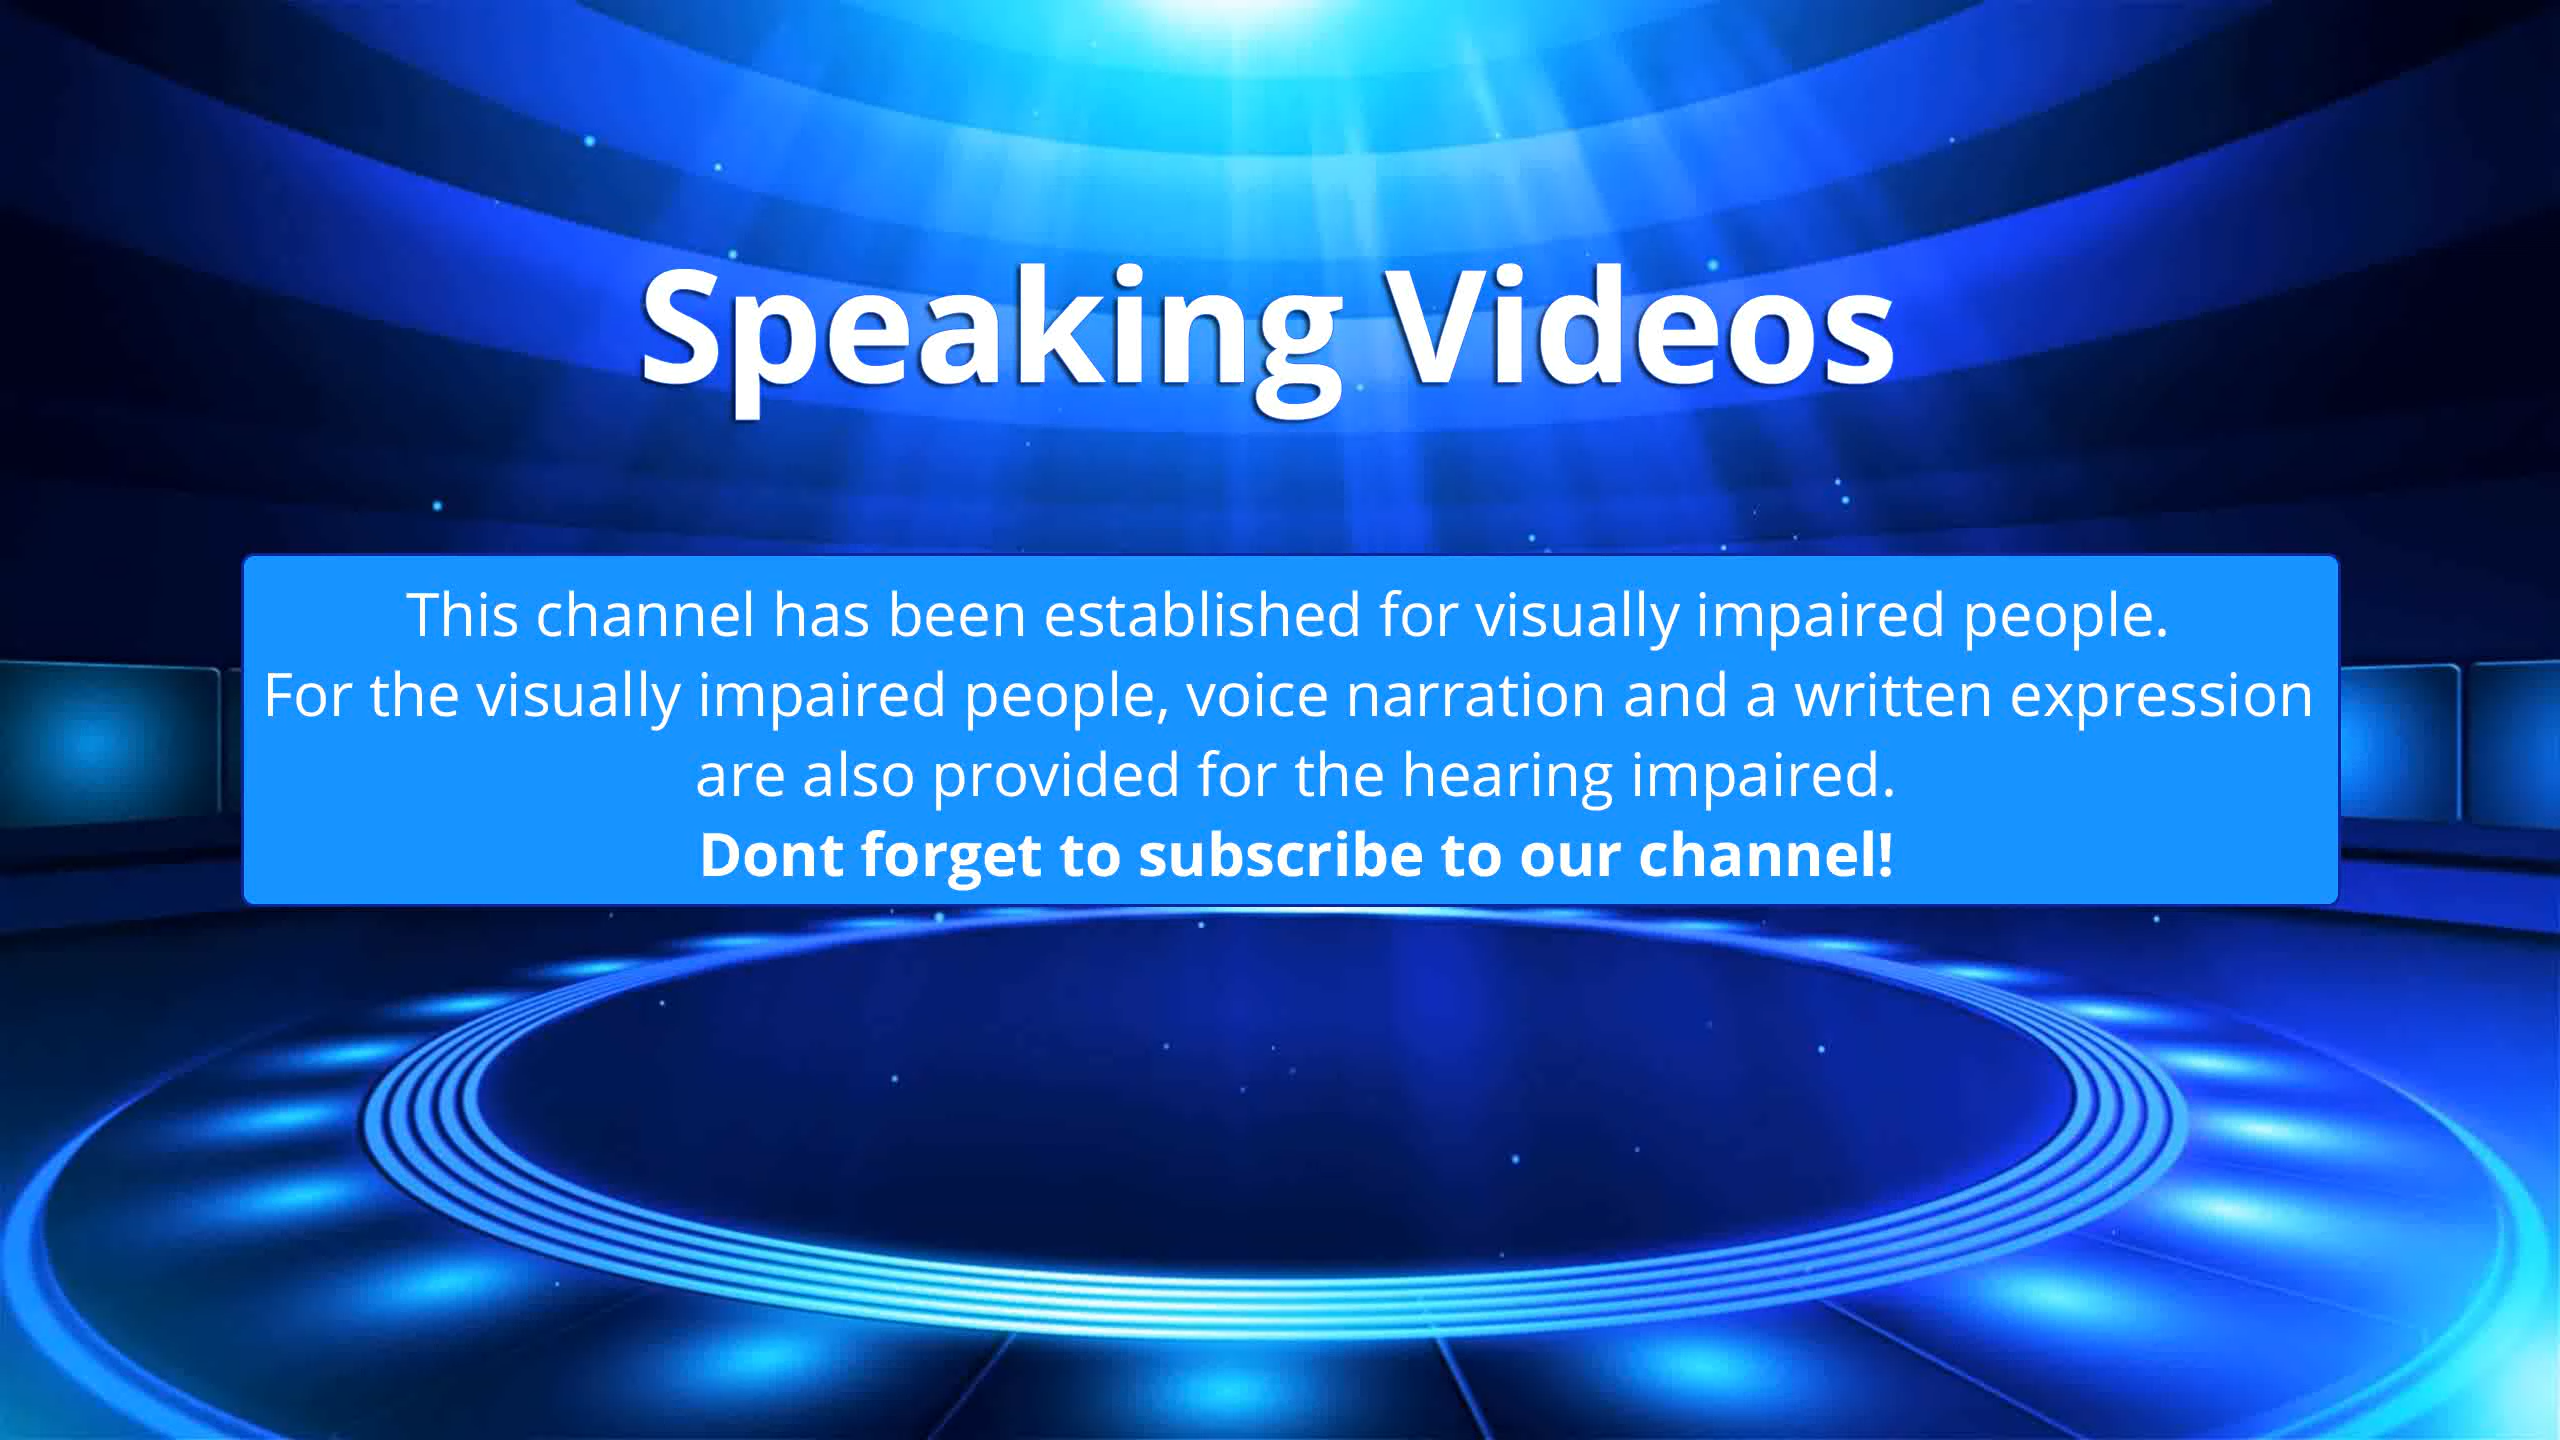 Speaking Videos
This channel has been established for visually impaired people.
For the visually impaired people, voice narration and a written expression
are also provided for the hearing impaired.
Dont forget to subscribe to our channel!